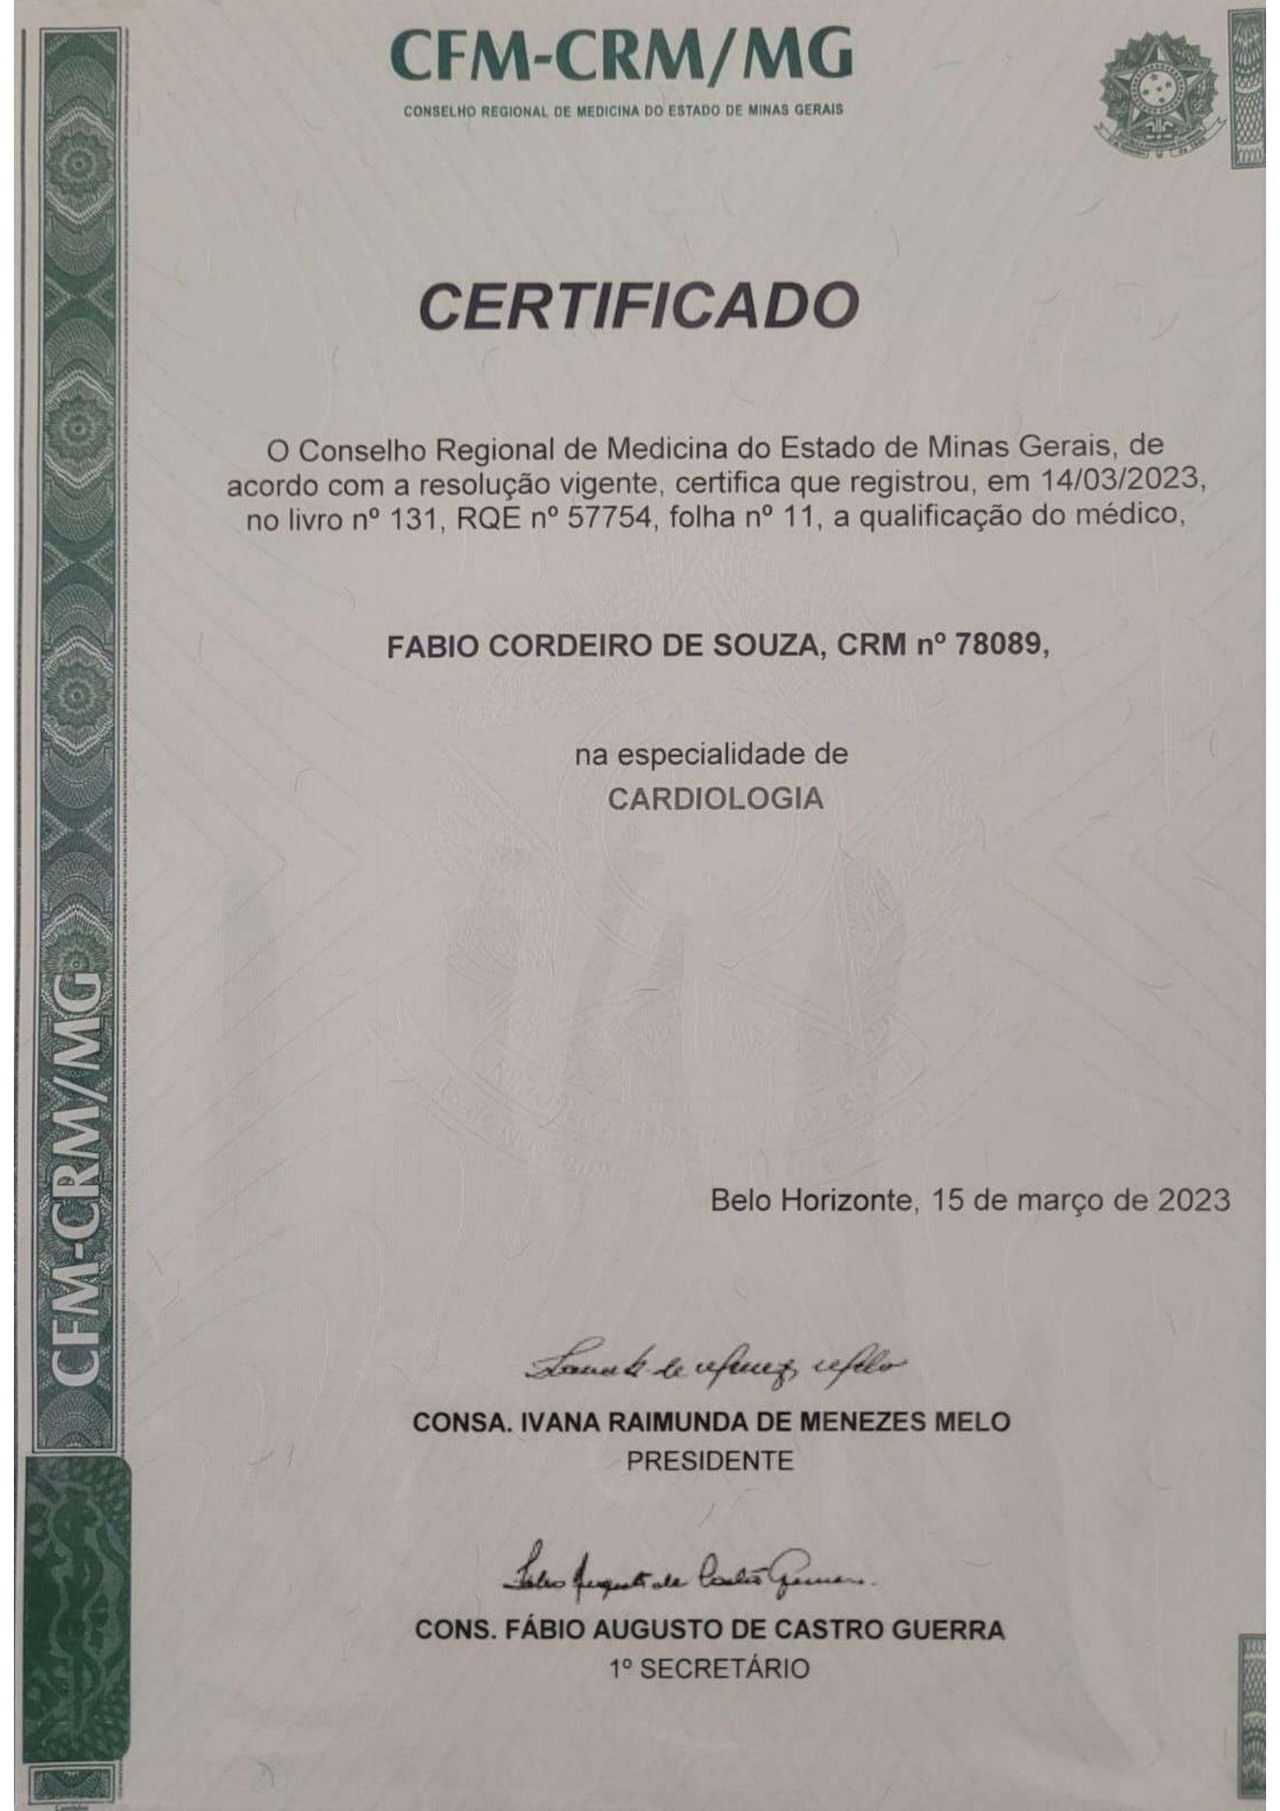 CFM-CRM/MG
CONSELHO REGIONAL DE MEDICINA DO ESTADO DE MINAS GERAIS
CERTIFICADO
O Conselho Regional de Medicina do Estado de Minas Gerais, de
acordo com a resolução vigente, certifica que registrou, em 14/03/2023,
no livro nº 131, RQE nº 57754, folha nº 11, a qualificação do médico,
FABIO CORDEIRO DE SOUZA, CRM nº 78089,
na especialidade de
CARDIOLOGIA
CFM-CRM/MG
Belo Horizonte, 15 de março de 2023
CONSA. IVANA RAIMUNDA DE MENEZES MELO
PRESIDENTE
CONS. FÁBIO AUGUSTO DE CASTRO GUERRA
1º SECRETÁRIO